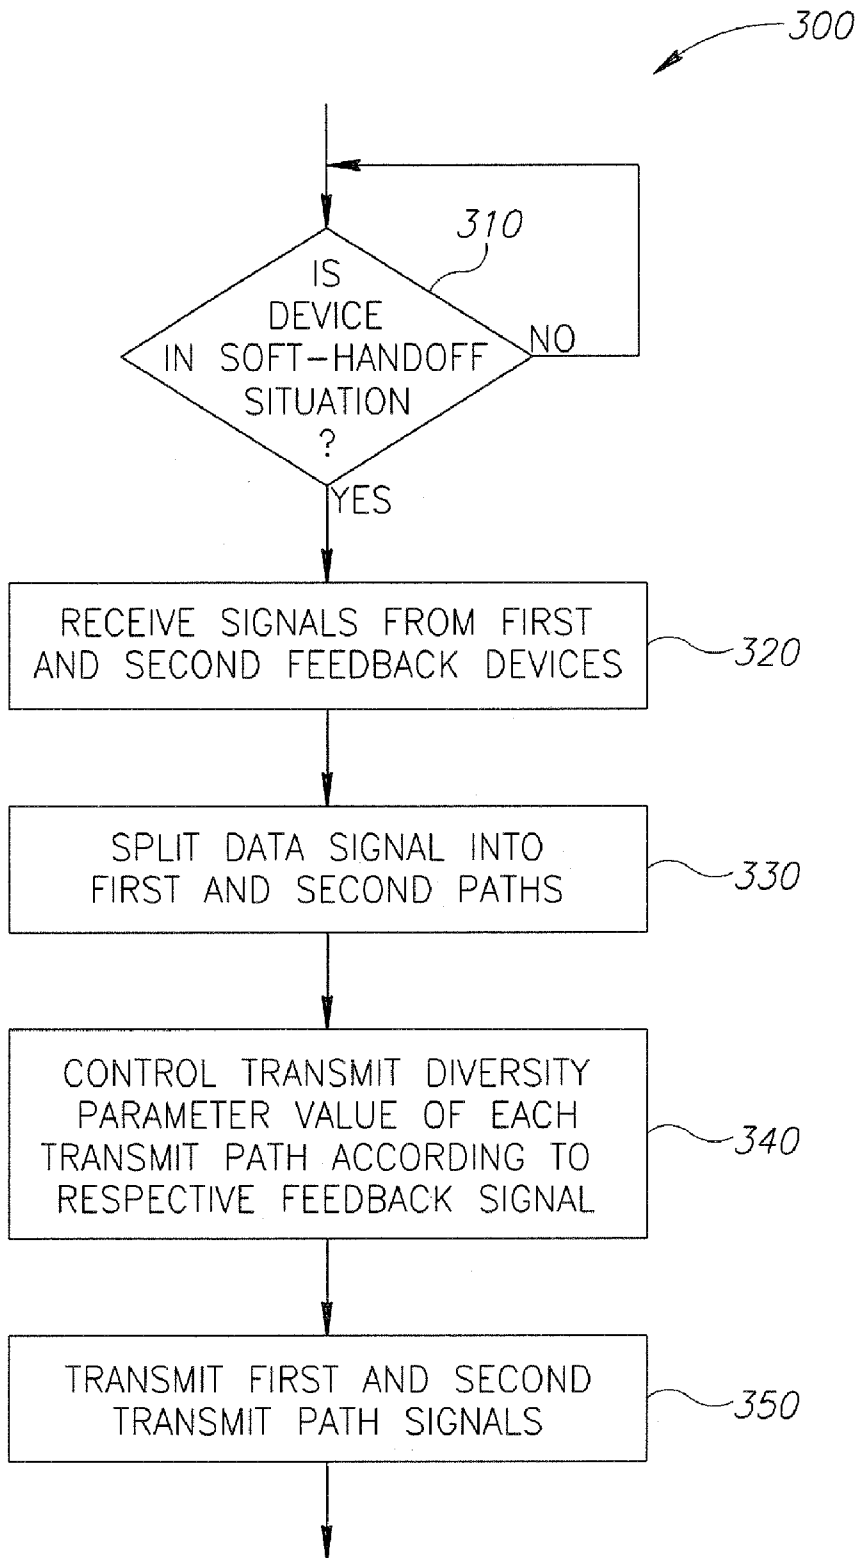 300
310
IS
DEVICE
IN SOFT-HANDOFF
SITUATION
?
NO
YES
RECEIVE SIGNALS FROM FIRST
AND SECOND FEEDBACK DEVICES
320
SPLIT DATA SIGNAL INTO
FIRST AND SECOND PATHS
330
CONTROL TRANSMIT DIVERSITY
PARAMETER VALUE OF EACH
TRANSMIT PATH ACCORDING TO
RESPECTIVE FEEDBACK SIGNAL
340
TRANSMIT FIRST AND SECOND
TRANSMIT PATH SIGNALS
350